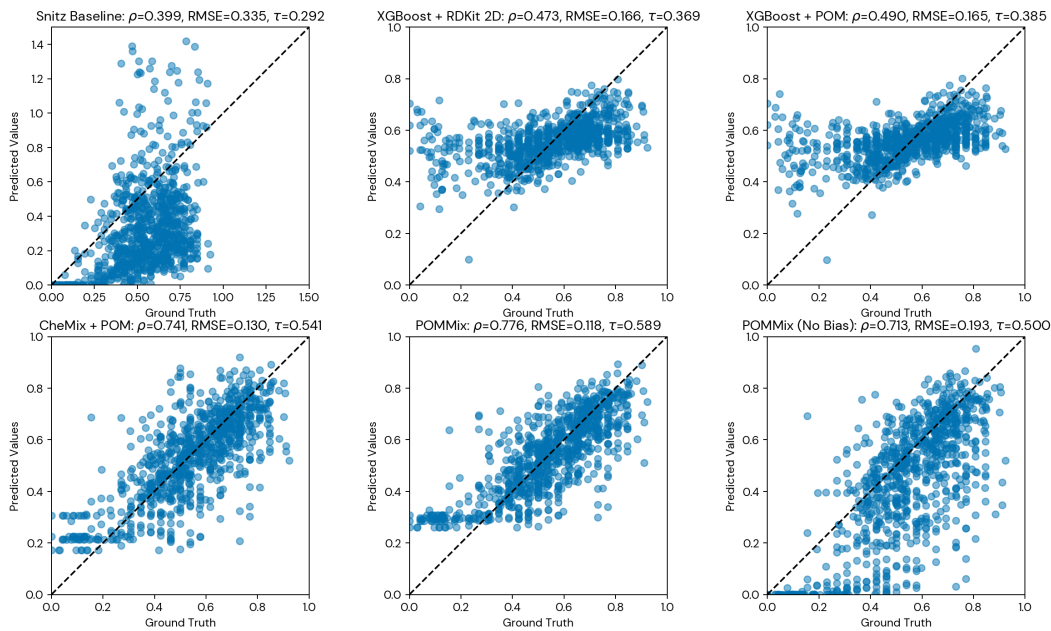 Snitz Baseline: ρ=0.399, RMSE=0.335, τ=0.292
XGBoost + RDKit 2D: ρ=0.473, RMSE=0.166, τ=0.369
XGBoost + POM: ρ=0.490, RMSE=0.165, τ=0.385
Predicted Values
1.4
1.2
1.0
0.8
0.6
0.4
0.2
0.0
0.00 0.25 0.50 0.75 1.00 1.25 1.50
Ground Truth
Predicted Values
1.0
0.8
0.6
0.4
0.2
0.0
0.0 0.2 0.4 0.6 0.8 1.0
Ground Truth
Predicted Values
1.0
0.8
0.6
0.4
0.2
0.0
0.0 0.2 0.4 0.6 0.8 1.0
Ground Truth
CheMix + POM: ρ=0.741, RMSE=0.130, τ=0.541
POMMix: ρ=0.776, RMSE=0.118, τ=0.589
POMMix (No Bias): ρ=0.713, RMSE=0.193, τ=0.500
Predicted Values
1.0
0.8
0.6
0.4
0.2
0.0
0.0 0.2 0.4 0.6 0.8 1.0
Ground Truth
Predicted Values
1.0
0.8
0.6
0.4
0.2
0.0
0.0 0.2 0.4 0.6 0.8 1.0
Ground Truth
Predicted Values
1.0
0.8
0.6
0.4
0.2
0.0
0.0 0.2 0.4 0.6 0.8 1.0
Ground Truth